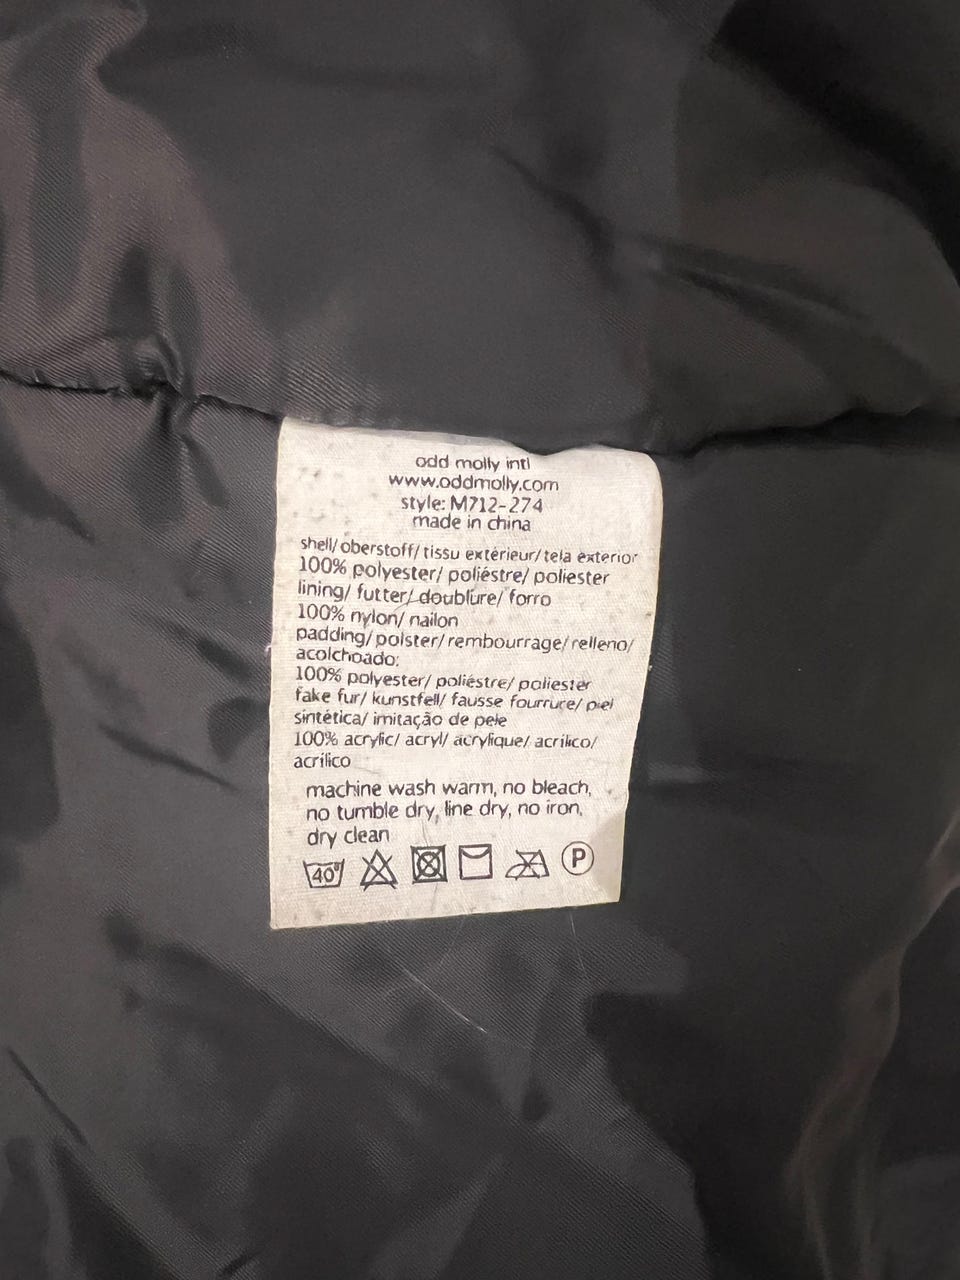 odd molly intl
www.oddmolly.com
style: M712-274
made in china
shell/ oberstoff/ tissu extérieur/ tela exterior
100% polyester/ poliéstre/ poliester
lining/ futter/ doublure/ forro
100% nylon/ nailon
padding/ polster/ rembourrage/ relleno/
acolchoado:
100% polyester/ poliéstre/ poliester
fake fur/ kunstfell/ fausse fourrure/ piel
sintética/ imitação de pele
100% acrylic/ acryl/ acrylique/ acrílico/
acrílico
machine wash warm, no bleach,
no tumble dry, line dry, no iron,
dry clean
40° P